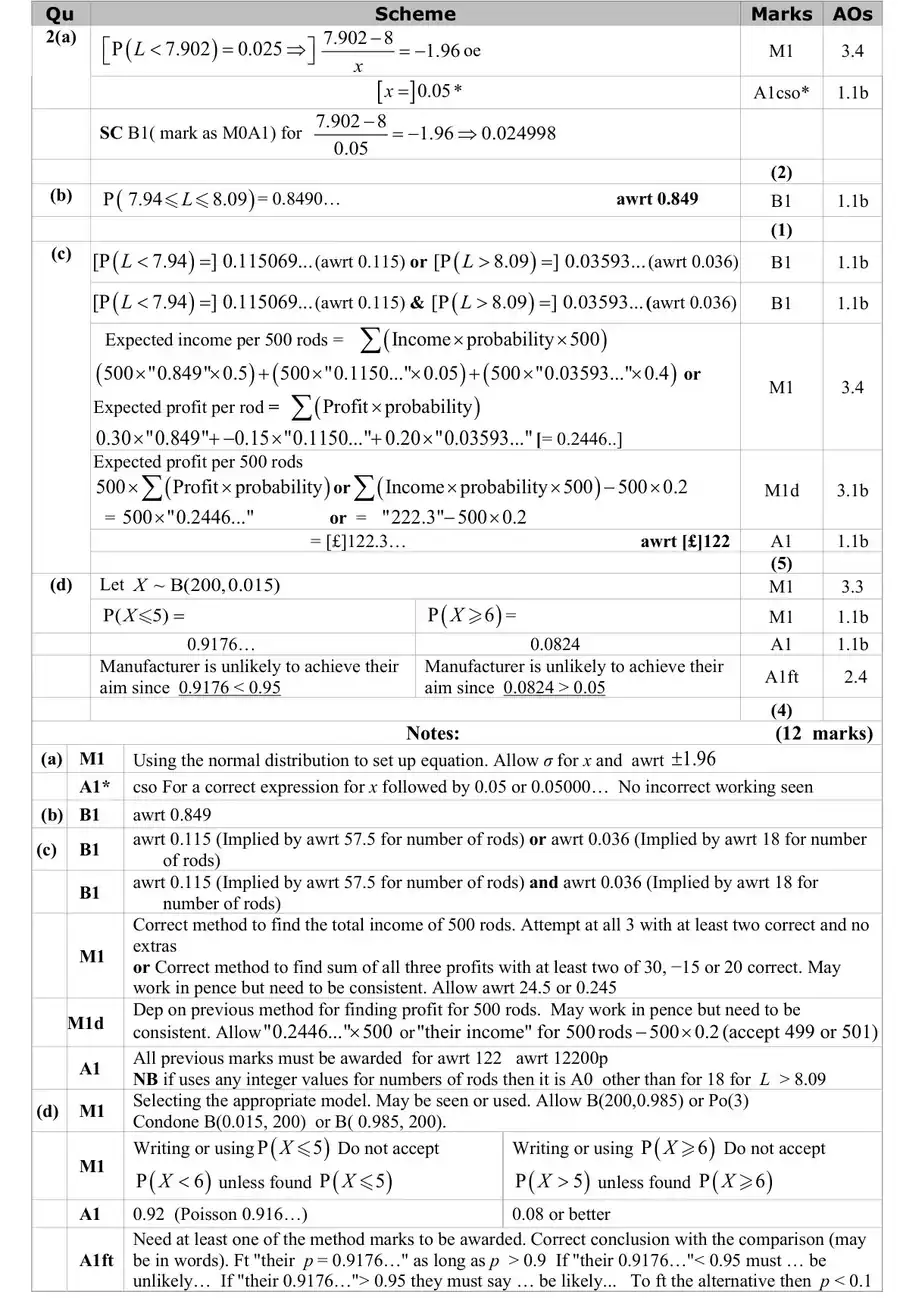 Qu Scheme Marks AOs
2(a) [P(L < 7.902) = 0.025 ⇒] (7.902 − 8)/x = −1.96 oe M1 3.4
[x =] 0.05 * A1cso* 1.1b
SC B1( mark as M0A1) for (7.902 − 8)/0.05 = −1.96 ⇒ 0.024998
(2)
(b) P( 7.94 ⩽ L ⩽ 8.09) = 0.8490… awrt 0.849 B1 1.1b
(1)
(c) [P(L < 7.94) =] 0.115069... (awrt 0.115) or [P(L > 8.09) =] 0.03593... (awrt 0.036) B1 1.1b
[P(L < 7.94) =] 0.115069... (awrt 0.115) & [P(L > 8.09) =] 0.03593... (awrt 0.036) B1 1.1b
Expected income per 500 rods = ∑(Income × probability × 500)
(500 × "0.849" × 0.5) + (500 × "0.1150..." × 0.05) + (500 × "0.03593..." × 0.4) or
M1 3.4
Expected profit per rod = ∑(Profit × probability)
0.30 × "0.849" + −0.15 × "0.1150..." + 0.20 × "0.03593..." [= 0.2446..]
Expected profit per 500 rods
500 × ∑(Profit × probability) or ∑(Income × probability × 500) − 500 × 0.2 M1d 3.1b
= 500 × "0.2446..." or = "222.3" − 500 × 0.2
= [£]122.3… awrt [£]122 A1 1.1b
(5)
(d) Let X ~ B(200, 0.015) M1 3.3
P(X ⩽ 5) = P(X ⩾ 6) = M1 1.1b
0.9176… 0.0824 A1 1.1b
Manufacturer is unlikely to achieve their Manufacturer is unlikely to achieve their
aim since 0.9176 < 0.95 aim since 0.0824 > 0.05 A1ft 2.4
(4)
Notes: (12 marks)
(a) M1 Using the normal distribution to set up equation. Allow σ for x and awrt ±1.96
A1* cso For a correct expression for x followed by 0.05 or 0.05000… No incorrect working seen
(b) B1 awrt 0.849
(c) B1 awrt 0.115 (Implied by awrt 57.5 for number of rods) or awrt 0.036 (Implied by awrt 18 for number
of rods)
B1 awrt 0.115 (Implied by awrt 57.5 for number of rods) and awrt 0.036 (Implied by awrt 18 for
number of rods)
Correct method to find the total income of 500 rods. Attempt at all 3 with at least two correct and no
extras
M1 or Correct method to find sum of all three profits with at least two of 30, −15 or 20 correct. May
work in pence but need to be consistent. Allow awrt 24.5 or 0.245
M1d Dep on previous method for finding profit for 500 rods. May work in pence but need to be
consistent. Allow "0.2446..." × 500 or "their income" for 500 rods − 500 × 0.2 (accept 499 or 501)
A1 All previous marks must be awarded for awrt 122 awrt 12200p
NB if uses any integer values for numbers of rods then it is A0 other than for 18 for L > 8.09
(d) M1 Selecting the appropriate model. May be seen or used. Allow B(200,0.985) or Po(3)
Condone B(0.015, 200) or B( 0.985, 200).
M1 Writing or using P(X ⩽ 5) Do not accept Writing or using P(X ⩾ 6) Do not accept
P(X < 6) unless found P(X ⩽ 5) P(X > 5) unless found P(X ⩾ 6)
A1 0.92 (Poisson 0.916…) 0.08 or better
Need at least one of the method marks to be awarded. Correct conclusion with the comparison (may
A1ft be in words). Ft "their p = 0.9176…" as long as p > 0.9 If "their 0.9176…"< 0.95 must … be
unlikely… If "their 0.9176…"> 0.95 they must say … be likely... To ft the alternative then p < 0.1